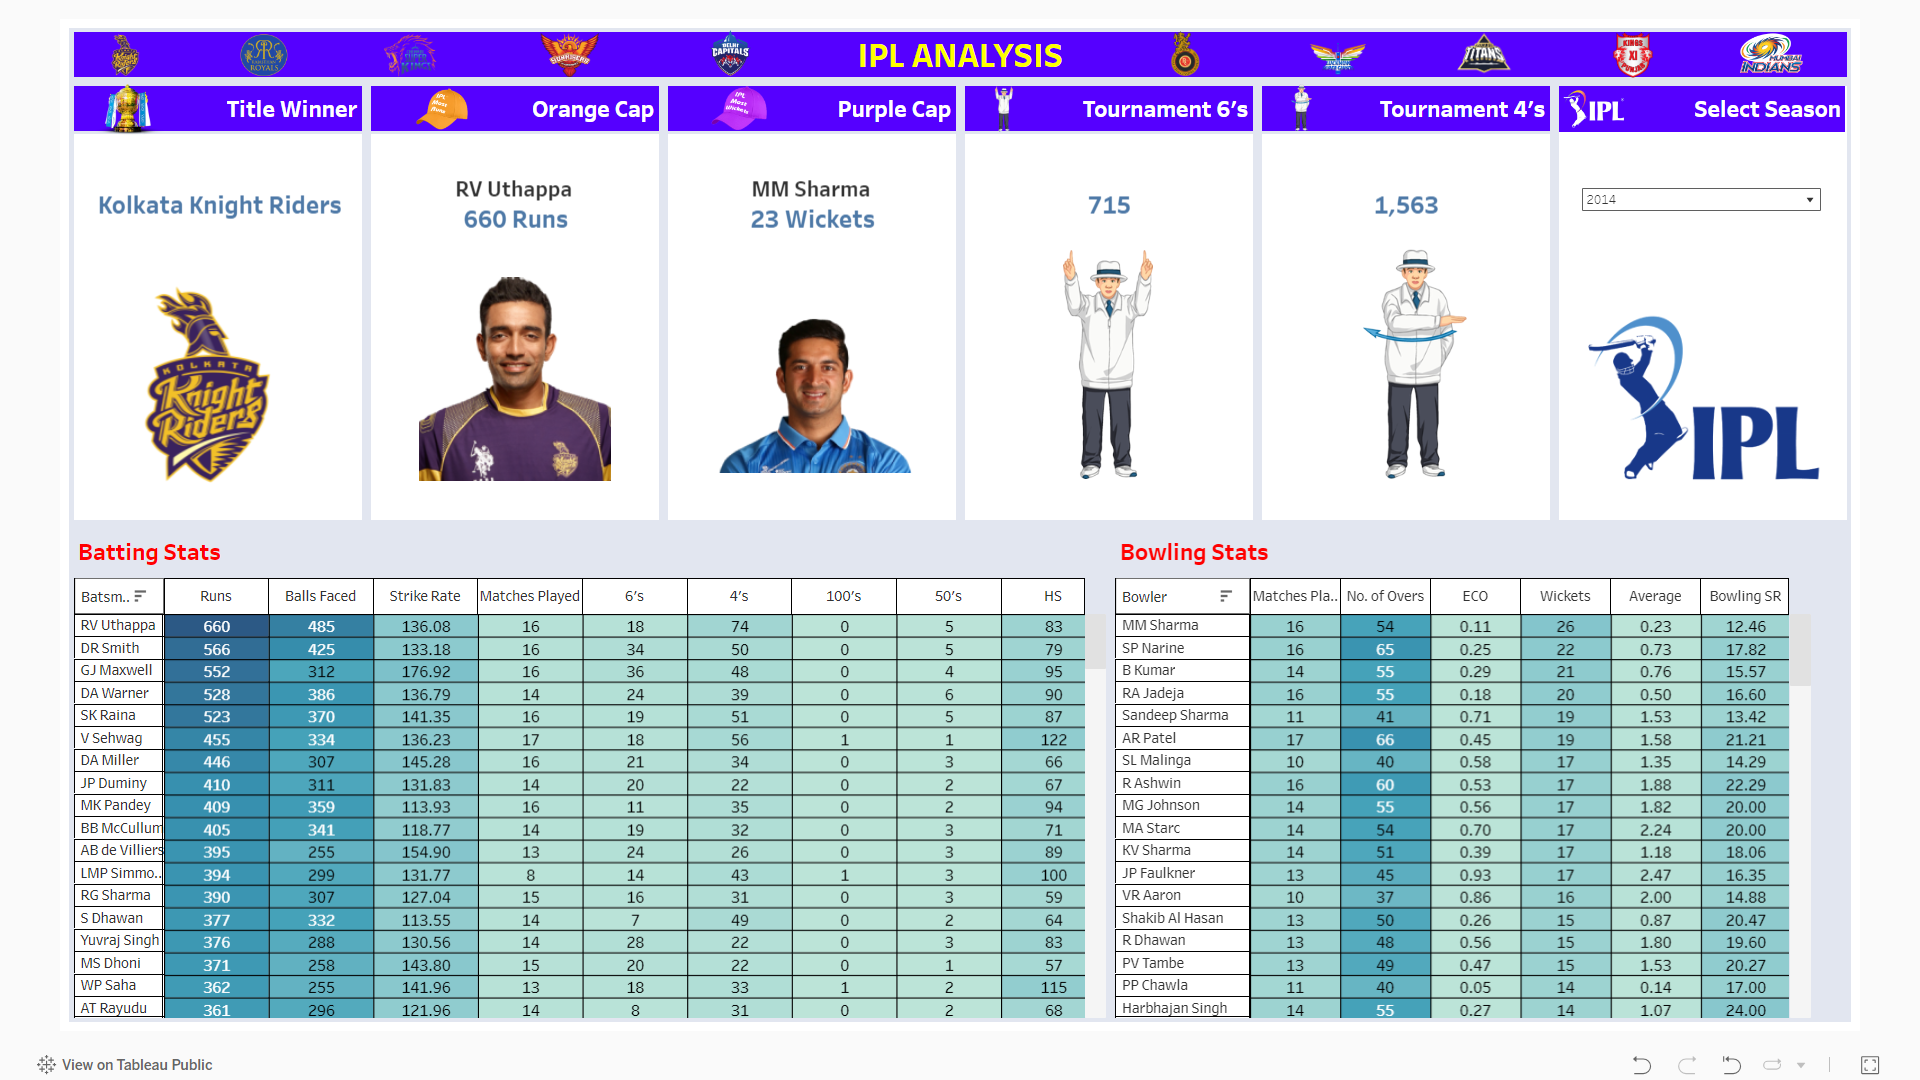 IPL ANALYSIS
RR
ROYALS
SUPER KINGS
SUNRISERS
DELHI CAPITALS
TITANS
KINGS XI PUNJAB
MUMBAI INDIANS
Title Winner
IPL Most Runs
Orange Cap
IPL Most Wickets
Purple Cap
Tournament 6's
Tournament 4's
IPL
Select Season
Kolkata Knight Riders
RV Uthappa
660 Runs
MM Sharma
23 Wickets
715
1,563
2014
KOLKATA
Knight
Riders
IPL
Batting Stats
Bowling Stats
Batsm.. Runs Balls Faced Strike Rate Matches Played 6's 4's 100's 50's HS
RV Uthappa 660 485 136.08 16 18 74 0 5 83
DR Smith 566 425 133.18 16 34 50 0 5 79
GJ Maxwell 552 312 176.92 16 36 48 0 4 95
DA Warner 528 386 136.79 14 24 39 0 6 90
SK Raina 523 370 141.35 16 19 51 0 5 87
V Sehwag 455 334 136.23 17 18 56 1 1 122
DA Miller 446 307 145.28 16 21 34 0 3 66
JP Duminy 410 311 131.83 14 20 22 0 2 67
MK Pandey 409 359 113.93 16 11 35 0 2 94
BB McCullum 405 341 118.77 14 19 32 0 3 71
AB de Villiers 395 255 154.90 13 24 26 0 3 89
LMP Simmo.. 394 299 131.77 8 14 43 1 3 100
RG Sharma 390 307 127.04 15 16 31 0 3 59
S Dhawan 377 332 113.55 14 7 49 0 2 64
Yuvraj Singh 376 288 130.56 14 28 22 0 3 83
MS Dhoni 371 258 143.80 15 20 22 0 1 57
WP Saha 362 255 141.96 13 18 33 1 2 115
AT Rayudu 361 296 121.96 14 8 31 0 2 68
Bowler Matches Pla.. No. of Overs ECO Wickets Average Bowling SR
MM Sharma 16 54 0.11 26 0.23 12.46
SP Narine 16 65 0.25 22 0.73 17.82
B Kumar 14 55 0.29 21 0.76 15.57
RA Jadeja 16 55 0.18 20 0.50 16.60
Sandeep Sharma 11 41 0.71 19 1.53 13.42
AR Patel 17 66 0.45 19 1.58 21.21
SL Malinga 10 40 0.58 17 1.35 14.29
R Ashwin 16 60 0.53 17 1.88 22.29
MG Johnson 14 55 0.56 17 1.82 20.00
MA Starc 14 54 0.70 17 2.24 20.00
KV Sharma 14 51 0.39 17 1.18 18.06
JP Faulkner 13 45 0.93 17 2.47 16.35
VR Aaron 10 37 0.86 16 2.00 14.88
Shakib Al Hasan 13 50 0.26 15 0.87 20.47
R Dhawan 13 48 0.56 15 1.80 19.60
PV Tambe 13 49 0.47 15 1.53 20.27
PP Chawla 11 40 0.05 14 0.14 17.00
Harbhajan Singh 14 55 0.27 14 1.07 24.00
View on Tableau Public